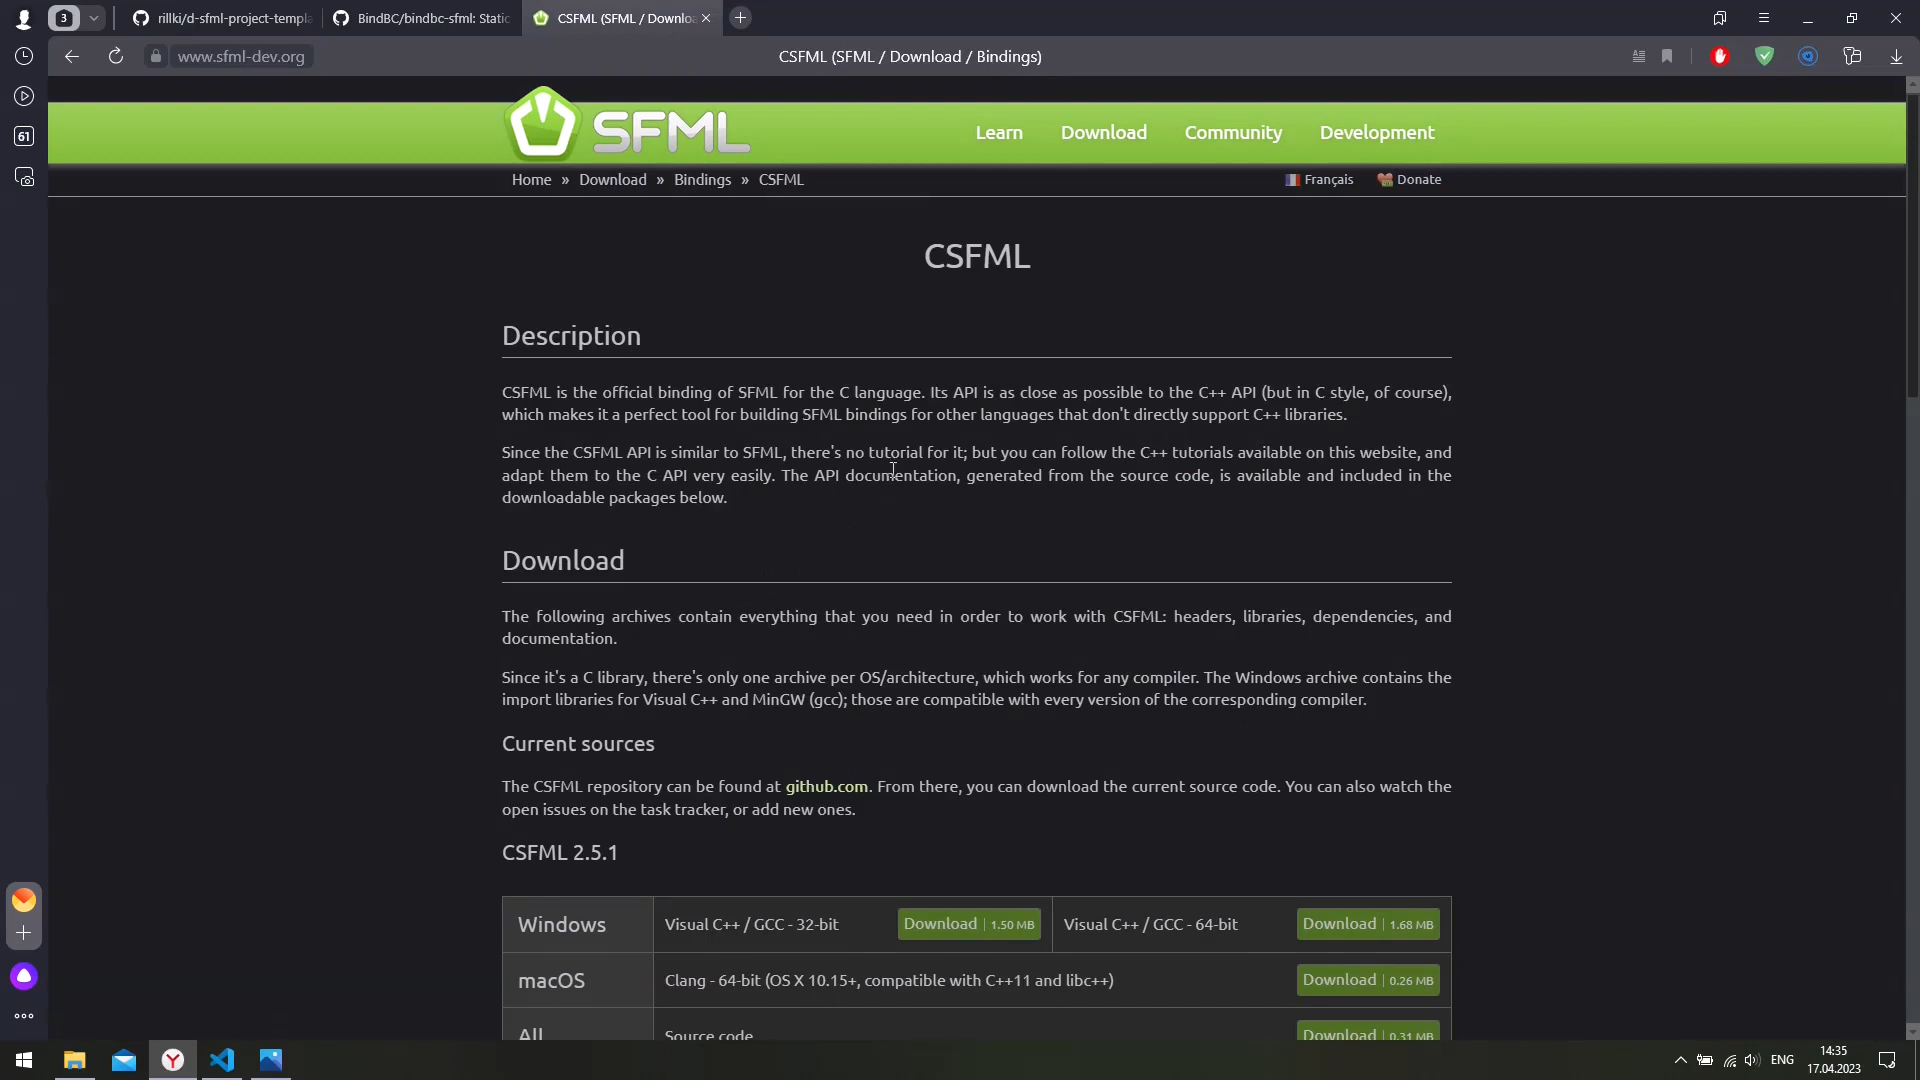 3
rillki/d-sfml-project-templa
BindBC/bindbc-sfml: Static
CSFML (SFML / Downloa
www.sfml-dev.org
CSFML (SFML / Download / Bindings)
61
SFML
Learn
Download
Community
Development
Home » Download » Bindings » CSFML
Français
Donate
CSFML
Description
CSFML is the official binding of SFML for the C language. Its API is as close as possible to the C++ API (but in C style, of course),
which makes it a perfect tool for building SFML bindings for other languages that don't directly support C++ libraries.
Since the CSFML API is similar to SFML, there's no tutorial for it; but you can follow the C++ tutorials available on this website, and
adapt them to the C API very easily. The API documentation, generated from the source code, is available and included in the
downloadable packages below.
Download
The following archives contain everything that you need in order to work with CSFML: headers, libraries, dependencies, and
documentation.
Since it's a C library, there's only one archive per OS/architecture, which works for any compiler. The Windows archive contains the
import libraries for Visual C++ and MinGW (gcc); those are compatible with every version of the corresponding compiler.
Current sources
The CSFML repository can be found at github.com. From there, you can download the current source code. You can also watch the
open issues on the task tracker, or add new ones.
CSFML 2.5.1
Windows
Visual C++ / GCC - 32-bit
Download | 1.50 MB
Visual C++ / GCC - 64-bit
Download | 1.68 MB
macOS
Clang - 64-bit (OS X 10.15+, compatible with C++11 and libc++)
Download | 0.26 MB
All
Source code
Download | 0.31 MB
ENG
14:35
17.04.2023